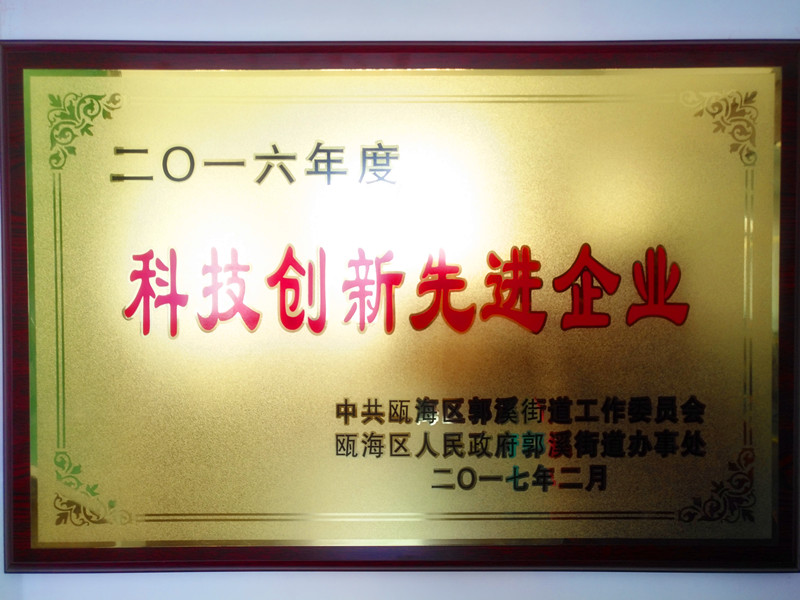 二〇一六年度
科技创新先进企业
中共瓯海区郭溪街道工作委员会
瓯海区人民政府郭溪街道办事处
二〇一七年二月